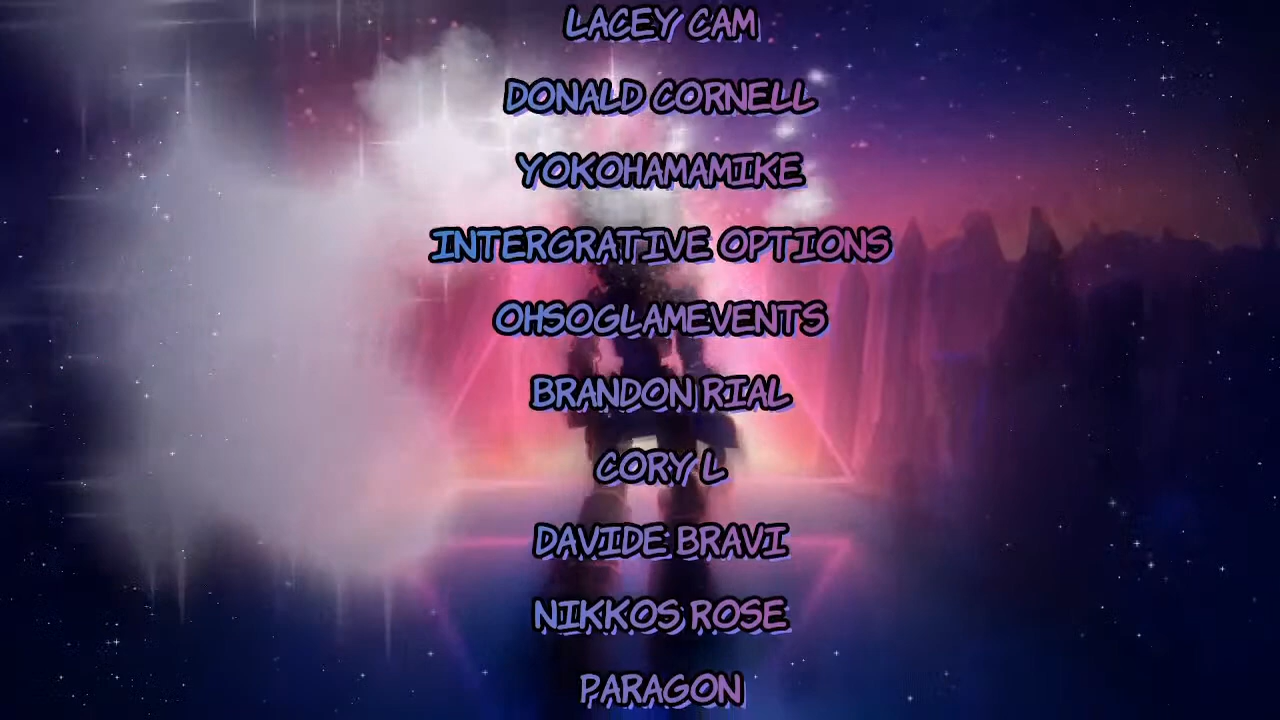 LACEY CAM
DONALD CORNELL
YOKOHAMAMIKE
INTERGRATIVE OPTIONS
OHSOGLAMEVENTS
BRANDON RIAL
CORY L
DAVIDE BRAVI
NIKKOS ROSE
PARAGON